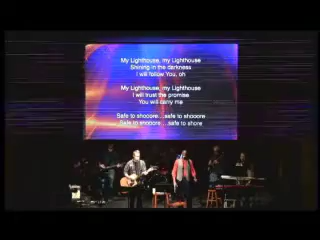 My Lighthouse, my Lighthouse
Shining in the darkness
I will follow You, oh
My Lighthouse, my Lighthouse
I will trust the promise
You will carry me
Safe to shooore...safe to shooore
Safe to shooore...safe to shore